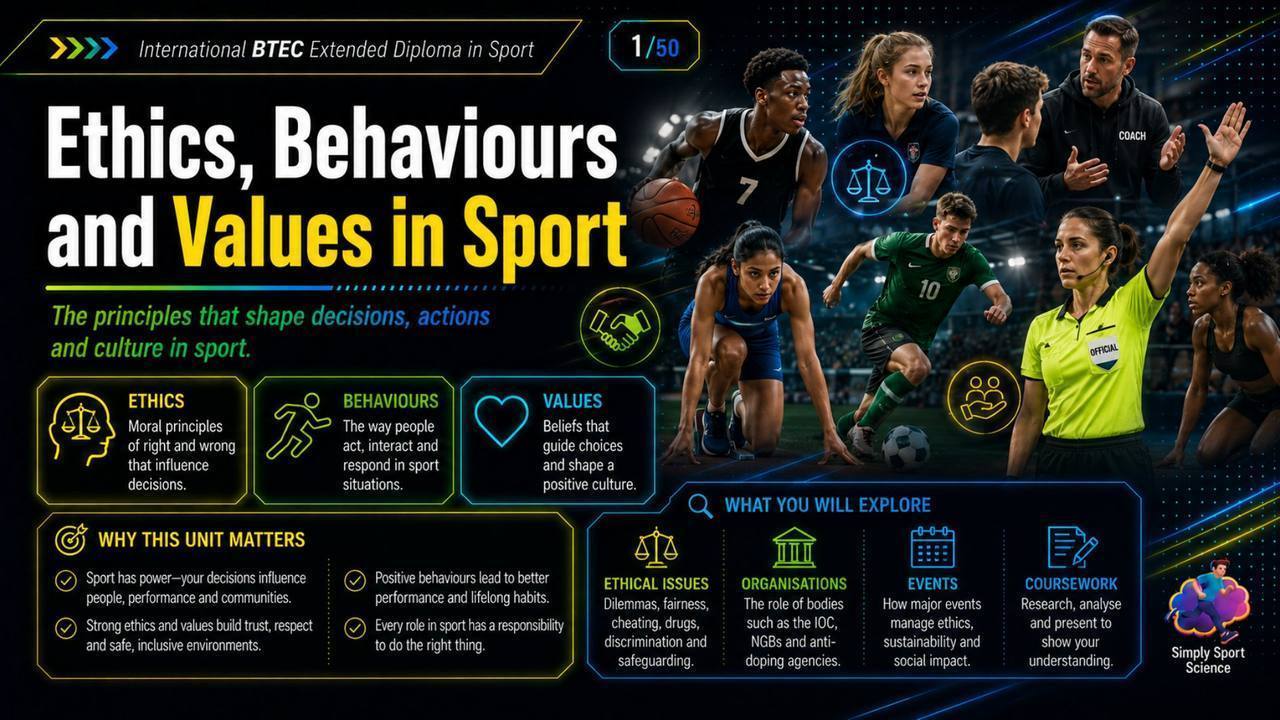 International BTEC Extended Diploma in Sport
1/50
Ethics, Behaviours
and Values in Sport
The principles that shape decisions, actions
and culture in sport.
ETHICS
Moral principles
of right and wrong
that influence
decisions.
BEHAVIOURS
The way people
act, interact and
respond in sport
situations.
VALUES
Beliefs that
guide choices
and shape a
positive culture.
WHY THIS UNIT MATTERS
Sport has power—your decisions influence
people, performance and communities.
Strong ethics and values build trust, respect
and safe, inclusive environments.
Positive behaviours lead to better
performance and lifelong habits.
Every role in sport has a responsibility
to do the right thing.
WHAT YOU WILL EXPLORE
ETHICAL ISSUES
Dilemmas, fairness,
cheating, drugs,
discrimination and
safeguarding.
ORGANISATIONS
The role of bodies
such as the IOC,
NGBs and anti-
doping agencies.
EVENTS
How major events
manage ethics,
sustainability and
social impact.
COURSEWORK
Research, analyse
and present to
show your
understanding.
7
COACH
10
OFFICIAL
Simply Sport
Science